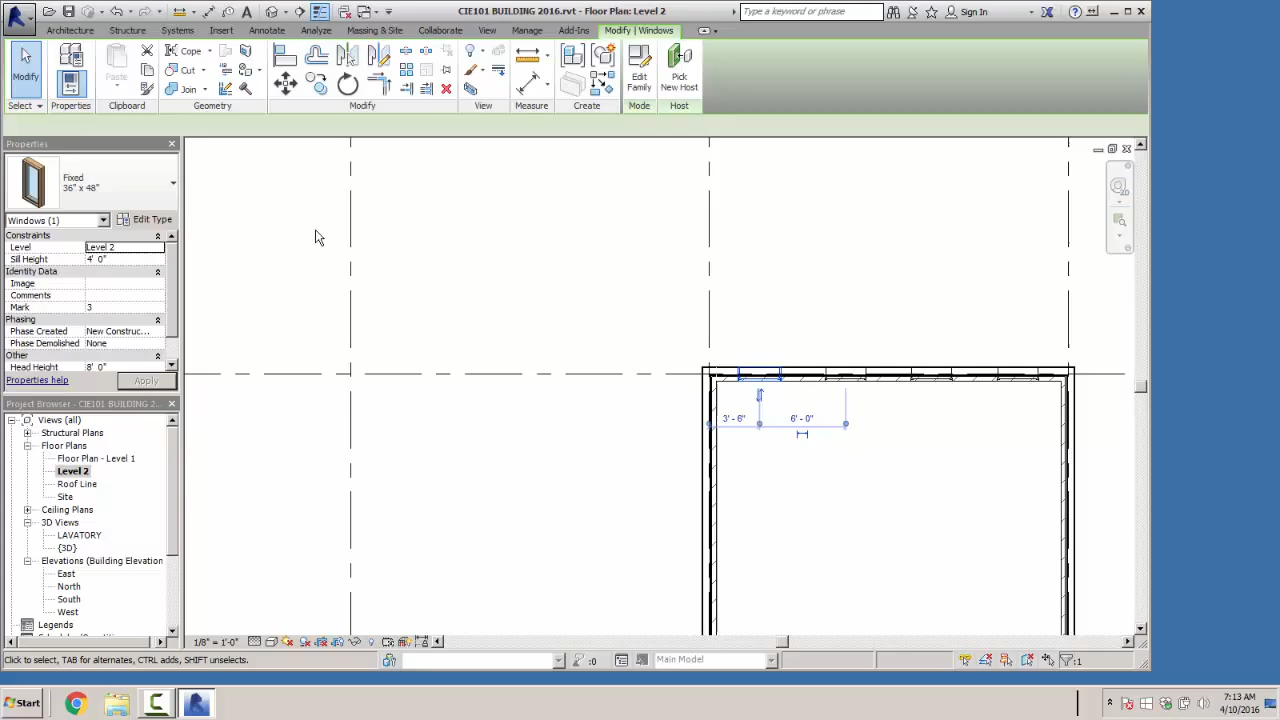 CIE101 BUILDING 2016.rvt - Floor Plan: Level 2
Type a keyword or phrase
Sign In
Architecture Structure Systems Insert Annotate Analyze Massing & Site Collaborate View Manage Add-Ins Modify | Windows
Modify
Paste
Cope
Cut
Join
Edit Family
Pick New Host
Select Properties Clipboard Geometry Modify View Measure Create Mode Host
Properties
Fixed
36" x 48"
Windows (1)
Edit Type
Constraints
Level Level 2
Sill Height 4' 0"
Identity Data
Image
Comments
Mark 3
Phasing
Phase Created New Construc...
Phase Demolished None
Other
Head Height 8' 0"
Properties help
Apply
Project Browser - CIE101 BUILDING 2...
Views (all)
Structural Plans
Floor Plans
Floor Plan - Level 1
Level 2
Roof Line
Site
Ceiling Plans
3D Views
LAVATORY
{3D}
Elevations (Building Elevation
East
North
South
West
Legends
3' - 6"
6' - 0"
2D
1/8" = 1'-0"
Click to select, TAB for alternates, CTRL adds, SHIFT unselects.
:0
Main Model
:1
Start
7:13 AM
4/10/2016